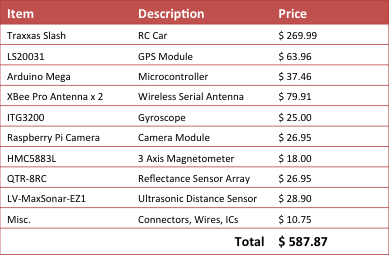 Item Description Price
Traxxas Slash RC Car $ 269.99
LS20031 GPS Module $ 63.96
Arduino Mega Microcontroller $ 37.46
XBee Pro Antenna x 2 Wireless Serial Antenna $ 79.91
ITG3200 Gyroscope $ 25.00
Raspberry Pi Camera Camera Module $ 26.95
HMC5883L 3 Axis Magnetometer $ 18.00
QTR-8RC Reflectance Sensor Array $ 26.95
LV-MaxSonar-EZ1 Ultrasonic Distance Sensor $ 28.90
Misc. Connectors, Wires, ICs $ 10.75
Total $ 587.87